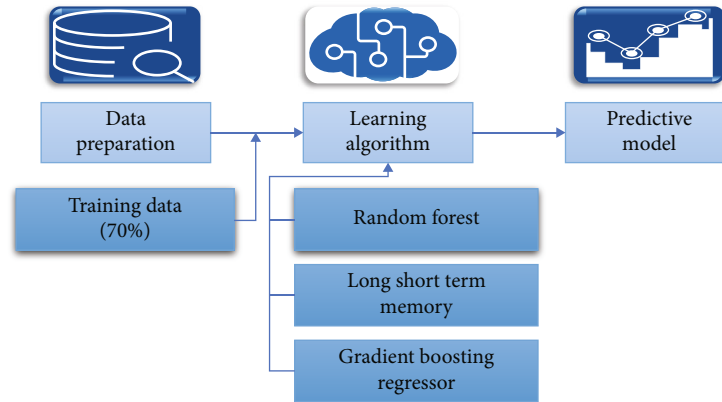 Data
preparation
Learning
algorithm
Predictive
model
Training data
(70%)
Random forest
Long short term
memory
Gradient boosting
regressor